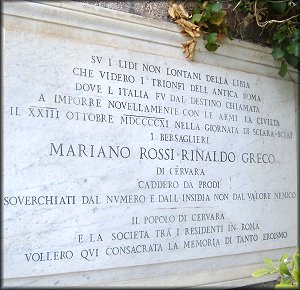 SV I LIDI NON LONTANI DELLA LIBIA
CHE VIDERO I TRIONFI DELL ANTICA ROMA
DOVE L ITALIA FV DAL DESTINO CHIAMATA
A IMPORRE NOVELLAMENTE CON LE ARMI LA CIVILTÀ
IL XXIII OTTOBRE MDCCCCXI NELLA GIORNATA DI SCIARA-SCIAT
I BERSAGLIERI
MARIANO ROSSI - RINALDO GRECO
DI CERVARA
CADDERO DA PRODI
SOVERCHIATI DAL NVMERO E DALL INSIDIA NON DAL VALORE NEMICO
IL POPOLO DI CERVARA
E LA SOCIETÀ TRA I RESIDENTI IN ROMA
VOLLERO QVI CONSACRATA LA MEMORIA DI TANTO EROISMO